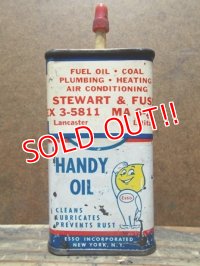 FUEL OIL • COAL
PLUMBING • HEATING
AIR CONDITIONING
STEWART & FUS
EX 3-5811 MA
Lancaster
SOLD OUT!!
HANDY
OIL
Esso
CLEANS
LUBRICATES
PREVENTS RUST
ESSO INCORPORATED
NEW YORK, N.Y.